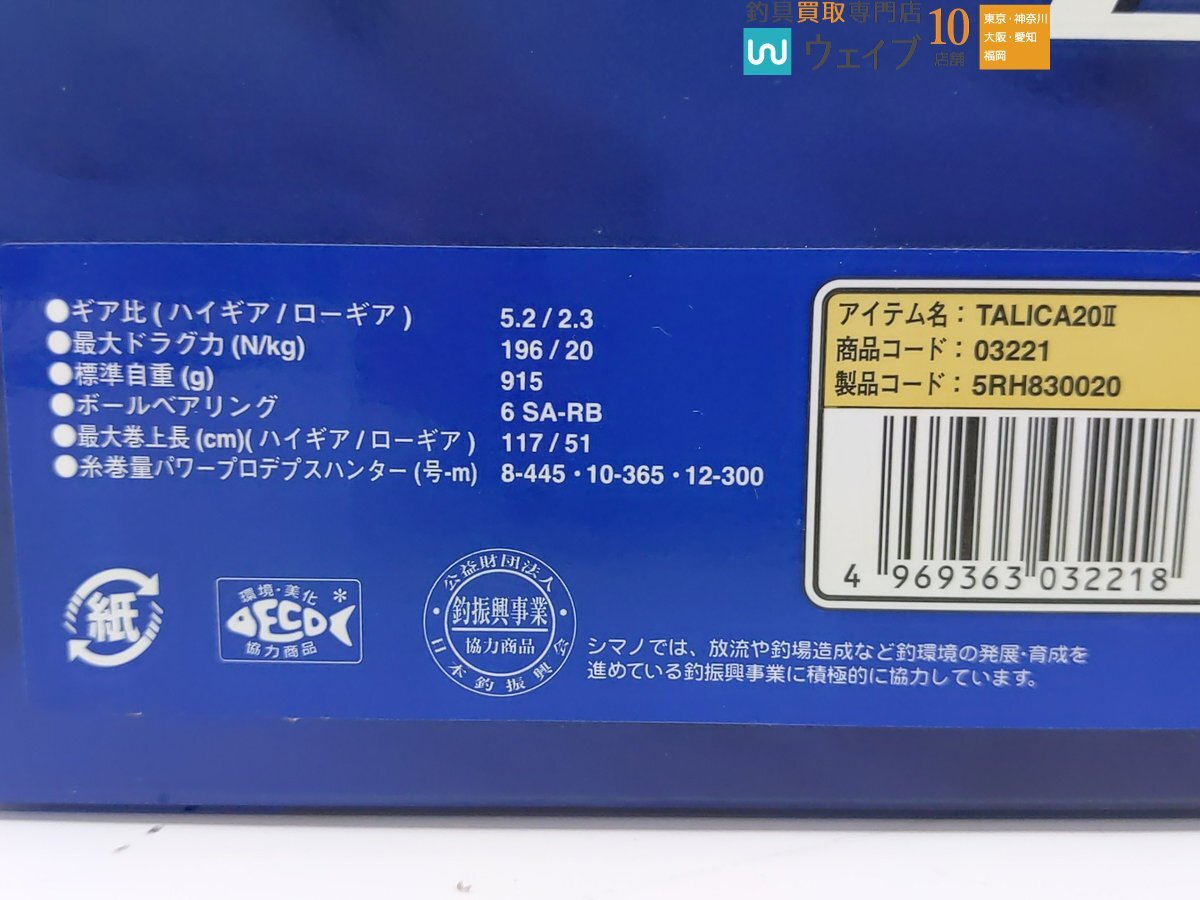 釣具買取専門店
ウェイブ
10
店舗
東京・神奈川
大阪・愛知
福岡
●ギア比(ハイギア/ローギア) 5.2 / 2.3
●最大ドラグ力(N/kg) 196 / 20
●標準自重(g) 915
●ボールベアリング 6 SA-RB
●最大巻上長(cm)(ハイギア/ローギア) 117 / 51
●糸巻量パワープロデプスハンター(号-m) 8-445・10-365・12-300
アイテム名：TALICA20Ⅱ
商品コード：03221
製品コード：5RH830020
4 969363 032218
紙
環境・美化
ECO
協力商品
公益財団法人
釣振興事業
協力商品
日本釣振興会
シマノでは、放流や釣場造成など釣環境の発展・育成を
進めている釣振興事業に積極的に協力しています。